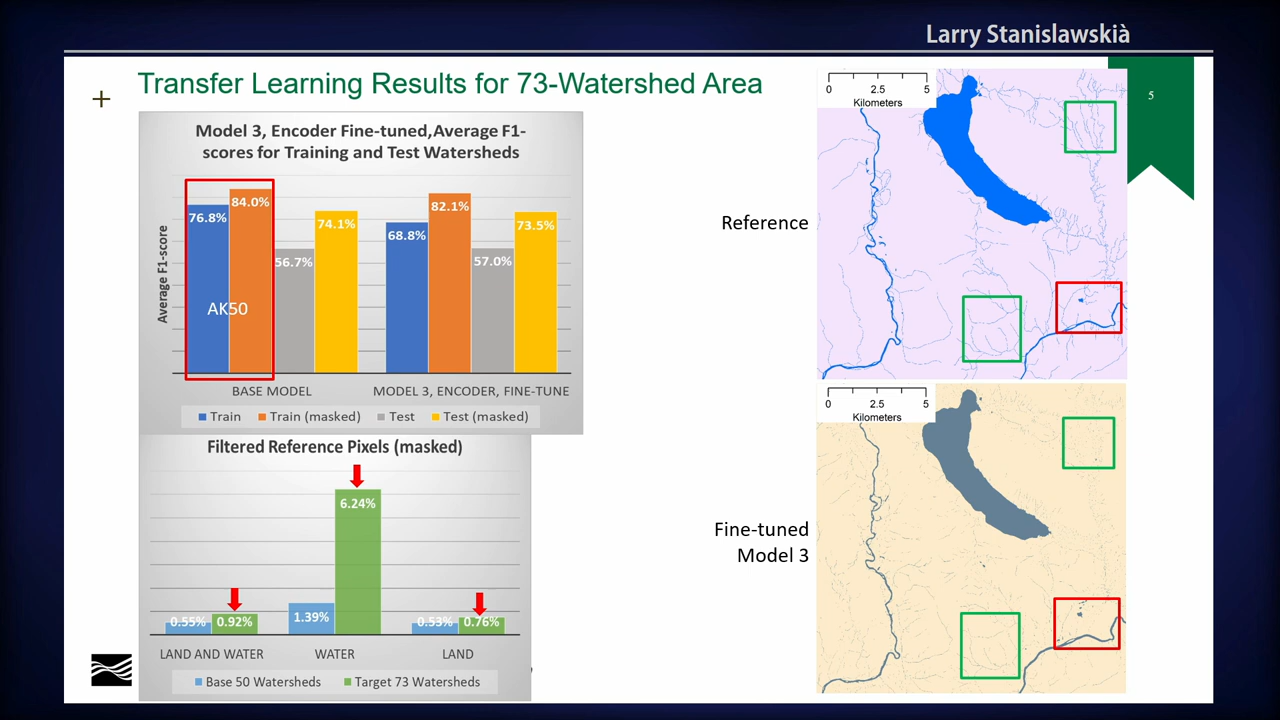 Larry Stanislawskià
Transfer Learning Results for 73-Watershed Area
5
Model 3, Encoder Fine-tuned,Average F1-
scores for Training and Test Watersheds
Average F1-score
76.8%
84.0%
56.7%
74.1%
68.8%
82.1%
57.0%
73.5%
AK50
BASE MODEL
MODEL 3, ENCODER, FINE-TUNE
Train
Train (masked)
Test
Test (masked)
Filtered Reference Pixels (masked)
0.55%
0.92%
1.39%
6.24%
0.53%
0.76%
LAND AND WATER
WATER
LAND
Base 50 Watersheds
Target 73 Watersheds
0 2.5 5
Kilometers
Reference
0 2.5 5
Kilometers
Fine-tuned
Model 3